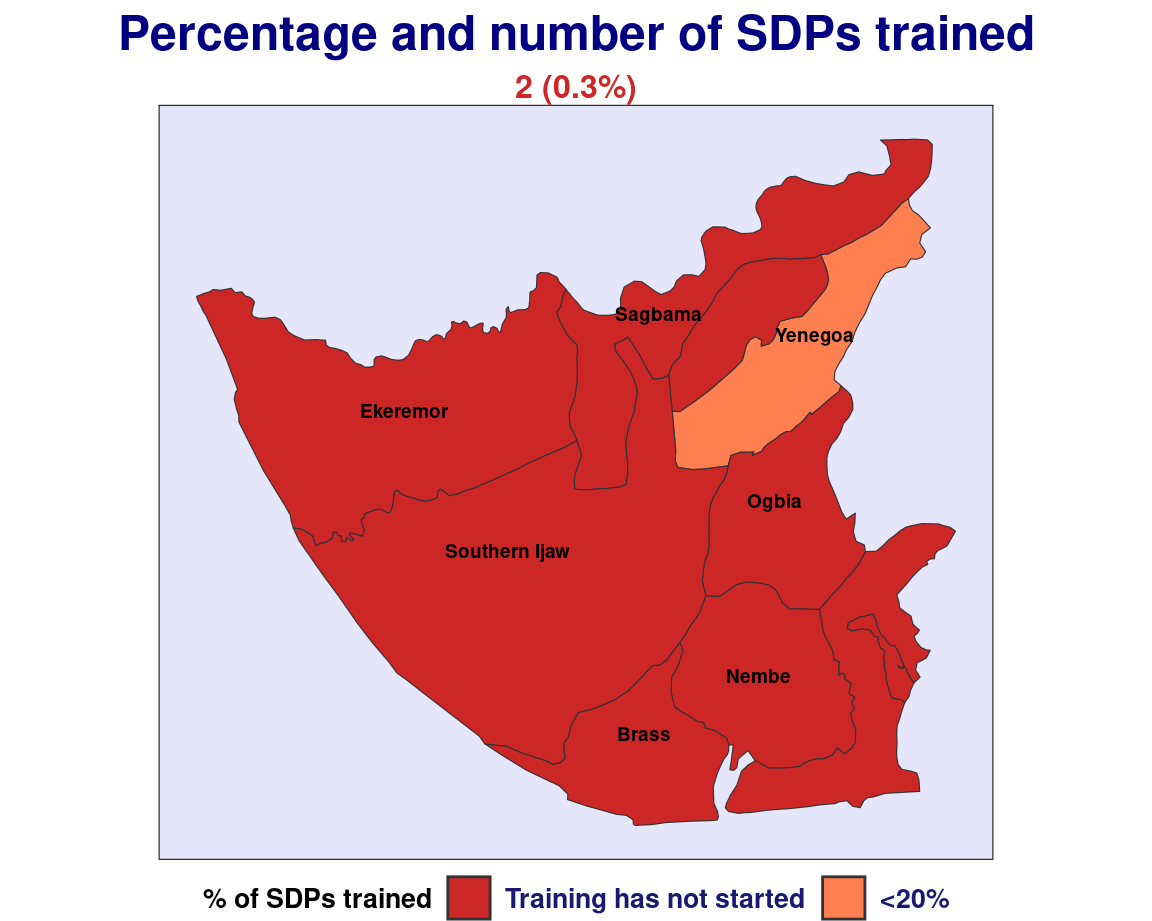 Percentage and number of SDPs trained
2 (0.3%)
Sagbama
Yenegoa
Ekeremor
Ogbia
Southern Ijaw
Nembe
Brass
% of SDPs trained Training has not started <20%